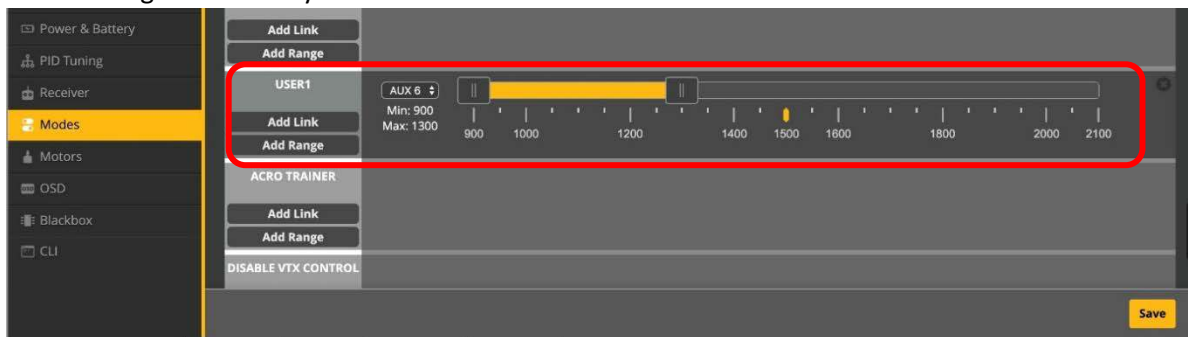 Power & Battery
PID Tuning
Receiver
Modes
Motors
OSD
Blackbox
CLI
Add Link
Add Range
USER1
Add Link
Add Range
AUX 6
Min: 900
Max: 1300
900 1000 1200 1400 1500 1600 1800 2000 2100
ACRO TRAINER
Add Link
Add Range
DISABLE VTX CONTROL
Save